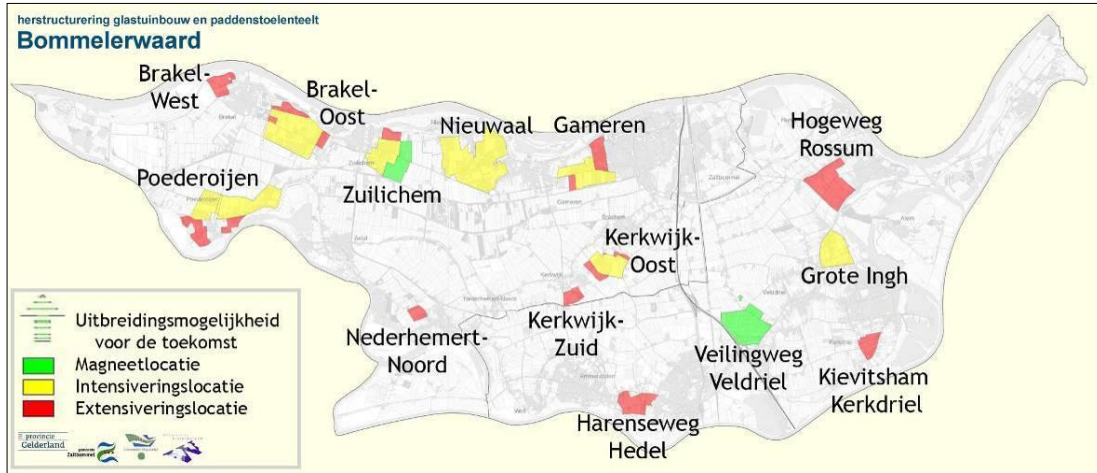 herstructurering glastuinbouw en paddenstoelenteelt
Bommelerwaard
Brakel-
West
Brakel-
Oost
Nieuwaal
Gameren
Hogeweg
Rossum
Poederoijen
Zuilichem
Kerkwijk-
Oost
Grote Ingh
Nederhemert-
Noord
Kerkwijk-
Zuid
Veilingweg
Veldriel
Kievitsham
Kerkdriel
Harenseweg
Hedel
Uitbreidingsmogelijkheid
voor de toekomst
Magneetlocatie
Intensiveringslocatie
Extensiveringslocatie
provincie
Gelderland
Zaltbommel